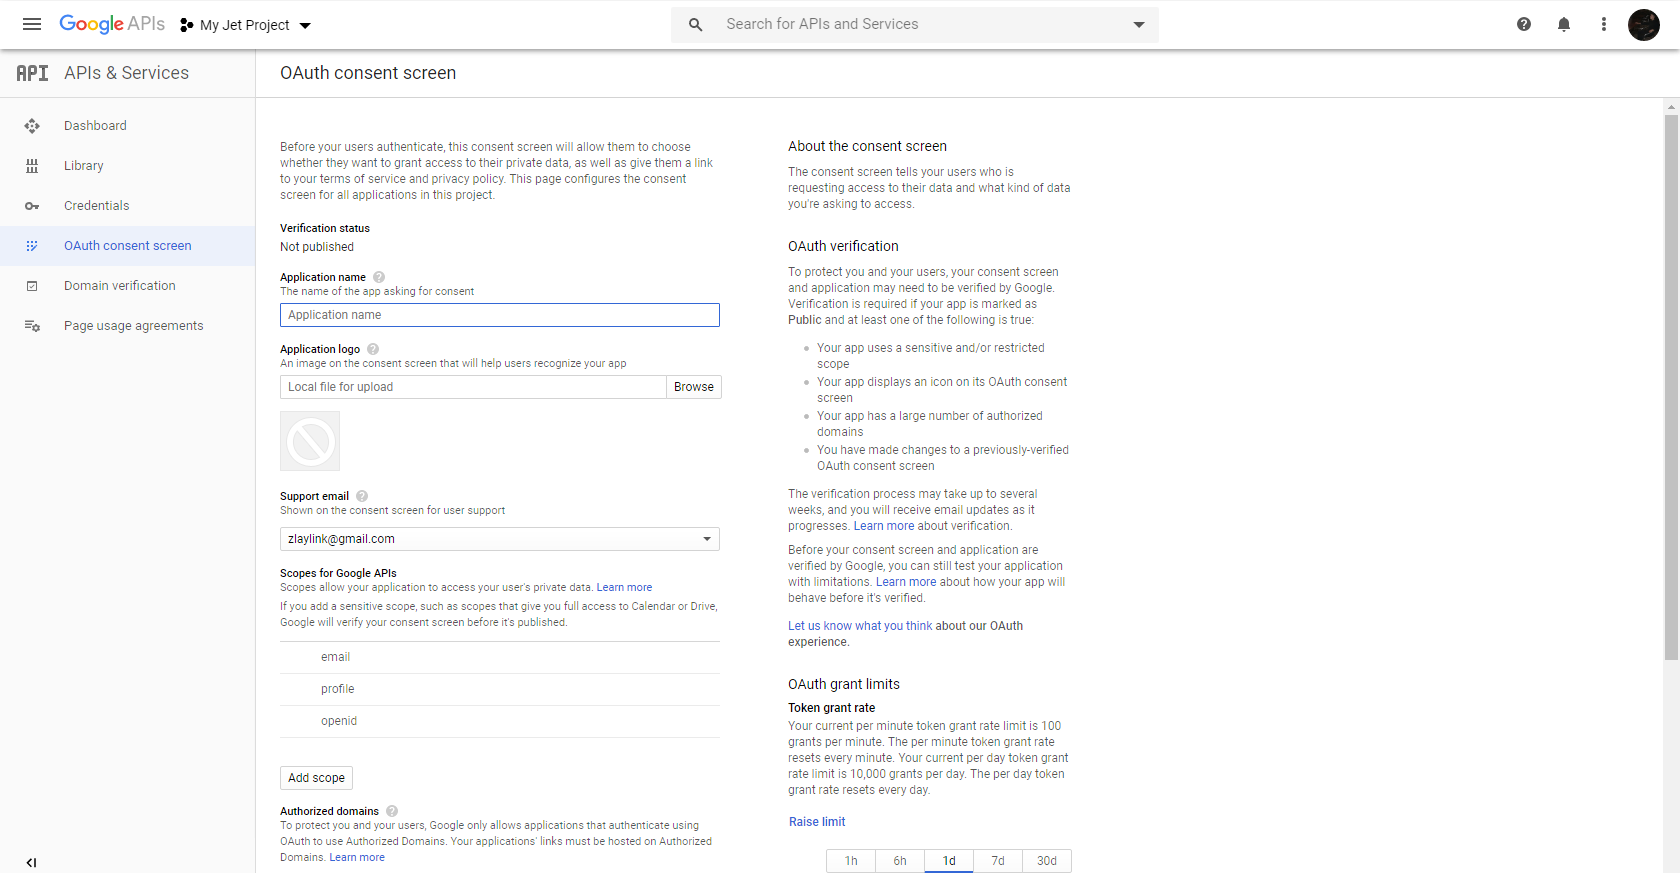 Google APIs
My Jet Project
Search for APIs and Services
API
APIs & Services
OAuth consent screen
Dashboard
Library
Credentials
OAuth consent screen
Domain verification
Page usage agreements
Before your users authenticate, this consent screen will allow them to choose
whether they want to grant access to their private data, as well as give them a link
to your terms of service and privacy policy. This page configures the consent
screen for all applications in this project.
Verification status
Not published
Application name
The name of the app asking for consent
Application name
Application logo
An image on the consent screen that will help users recognize your app
Local file for upload
Browse
Support email
Shown on the consent screen for user support
zlaylink@gmail.com
Scopes for Google APIs
Scopes allow your application to access your user's private data. Learn more
If you add a sensitive scope, such as scopes that give you full access to Calendar or Drive,
Google will verify your consent screen before it's published.
email
profile
openid
Add scope
Authorized domains
To protect you and your users, Google only allows applications that authenticate using
OAuth to use Authorized Domains. Your applications' links must be hosted on Authorized
Domains. Learn more
About the consent screen
The consent screen tells your users who is
requesting access to their data and what kind of data
you're asking to access.
OAuth verification
To protect you and your users, your consent screen
and application may need to be verified by Google.
Verification is required if your app is marked as
Public and at least one of the following is true:
Your app uses a sensitive and/or restricted
scope
Your app displays an icon on its OAuth consent
screen
Your app has a large number of authorized
domains
You have made changes to a previously-verified
OAuth consent screen
The verification process may take up to several
weeks, and you will receive email updates as it
progresses. Learn more about verification.
Before your consent screen and application are
verified by Google, you can still test your application
with limitations. Learn more about how your app will
behave before it's verified.
Let us know what you think about our OAuth
experience.
OAuth grant limits
Token grant rate
Your current per minute token grant rate limit is 100
grants per minute. The per minute token grant rate
resets every minute. Your current per day token grant
rate limit is 10,000 grants per day. The per day token
grant rate resets every day.
Raise limit
1h 6h 1d 7d 30d